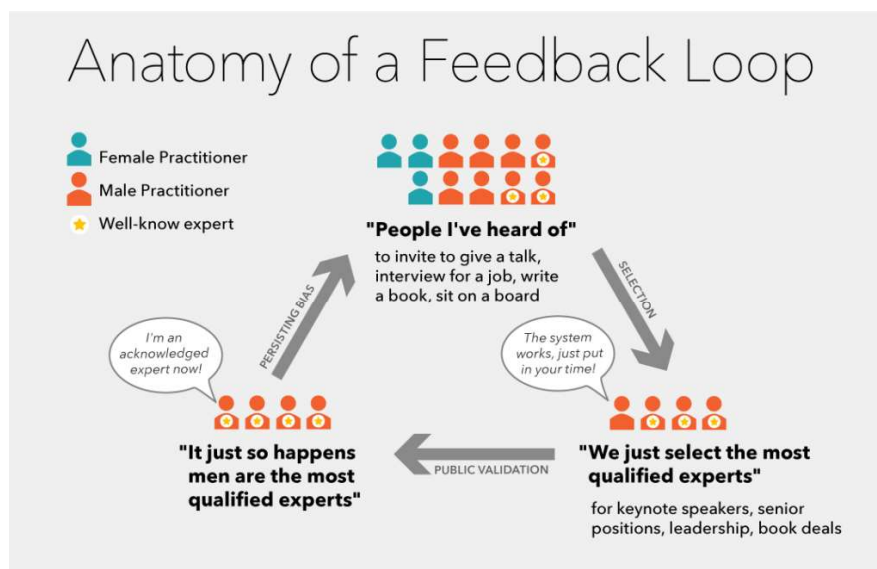 Anatomy of a Feedback Loop
Female Practitioner
Male Practitioner
Well-know expert
"People I've heard of"
to invite to give a talk,
interview for a job, write
a book, sit on a board
SELECTION
The system
works, just put
in your time!
"We just select the most
qualified experts"
for keynote speakers, senior
positions, leadership, book deals
PUBLIC VALIDATION
I'm an
acknowledged
expert now!
"It just so happens
men are the most
qualified experts"
PERSISTING BIAS